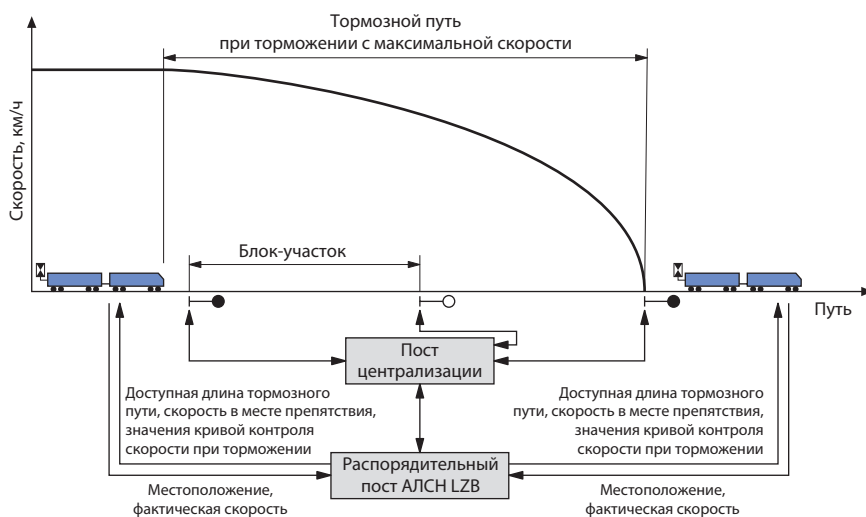 Тормозной путь
при торможении с максимальной скорости
Скорость, км/ч
Блок-участок
Путь
Пост
централизации
Доступная длина тормозного
пути, скорость в месте препятствия,
значения кривой контроля
скорости при торможении
Доступная длина тормозного
пути, скорость в месте препятствия,
значения кривой контроля
скорости при торможении
Распорядительный
пост АЛСН LZB
Местоположение,
фактическая скорость
Местоположение,
фактическая скорость